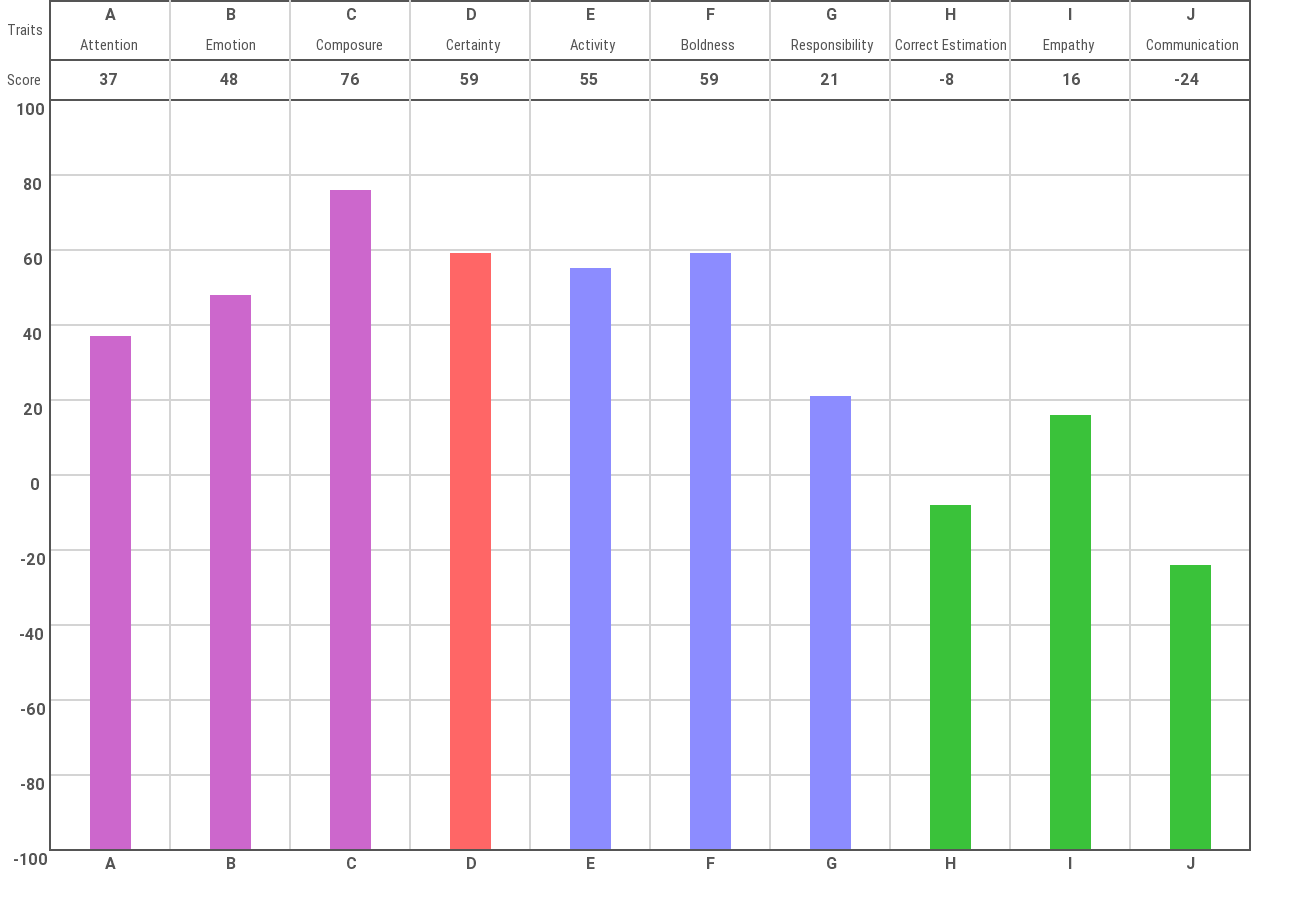 Traits A B C D E F G H I J
Attention Emotion Composure Certainty Activity Boldness Responsibility Correct Estimation Empathy Communication
Score 37 48 76 59 55 59 21 -8 16 -24
100
80
60
40
20
0
-20
-40
-60
-80
-100
A B C D E F G H I J